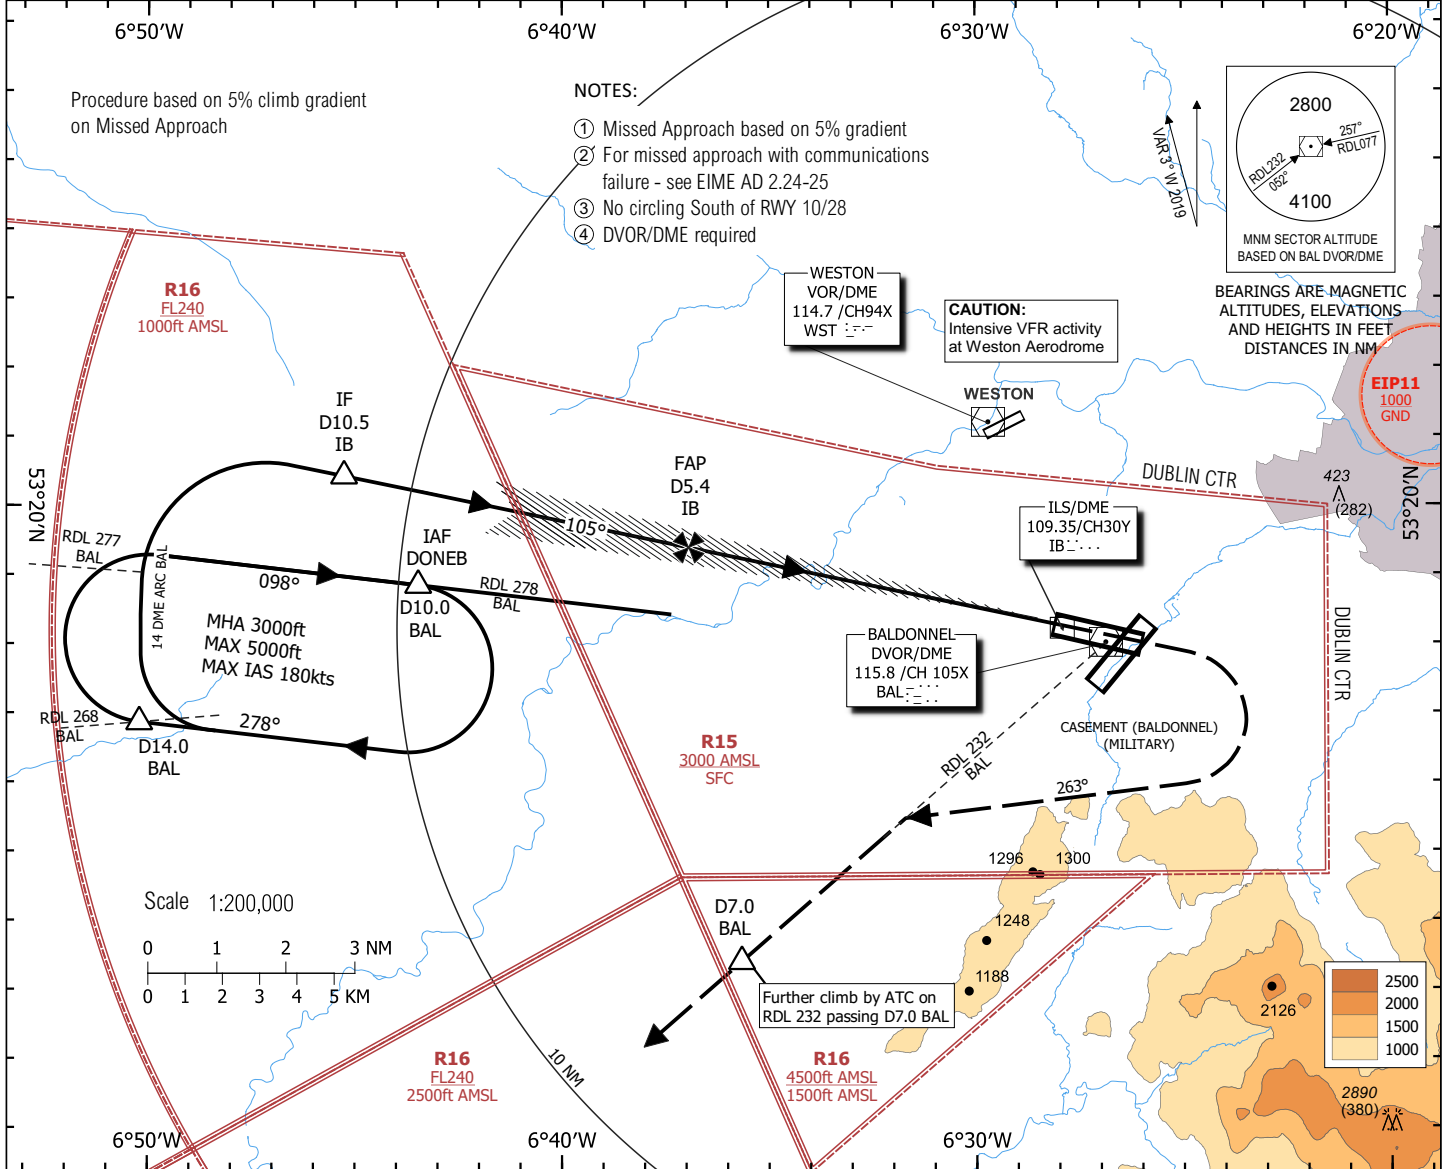 6°50'W
6°40'W
6°30'W
6°20'W
Procedure based on 5% climb gradient
on Missed Approach
NOTES:
1 Missed Approach based on 5% gradient
2 For missed approach with communications
failure - see EIME AD 2.24-25
3 No circling South of RWY 10/28
4 DVOR/DME required
VAR 3° W 2019
2800
257°
RDL077
RDL232
052°
4100
MNM SECTOR ALTITUDE
BASED ON BAL DVOR/DME
BEARINGS ARE MAGNETIC
ALTITUDES, ELEVATIONS
AND HEIGHTS IN FEET
DISTANCES IN NM
R16
FL240
1000ft AMSL
WESTON
VOR/DME
114.7 /CH94X
WST
CAUTION:
Intensive VFR activity
at Weston Aerodrome
WESTON
EIP11
1000
GND
IF
D10.5
IB
FAP
D5.4
IB
DUBLIN CTR
423
(282)
53°20'N
53°20'N
ILS/DME
109.35/CH30Y
IB
105°
RDL 277
BAL
IAF
DONEB
098°
D10.0
BAL
RDL 278
BAL
14 DME ARC BAL
MHA 3000ft
MAX 5000ft
MAX IAS 180kts
BALDONNEL
DVOR/DME
115.8 /CH 105X
BAL
DUBLIN CTR
RDL 268
BAL
D14.0
BAL
278°
CASEMENT (BALDONNEL)
(MILITARY)
R15
3000 AMSL
SFC
RDL 232
BAL
263°
1296
1300
Scale 1:200,000
0 1 2 3 NM
0 1 2 3 4 5 KM
D7.0
BAL
1248
1188
Further climb by ATC on
RDL 232 passing D7.0 BAL
2126
2500
2000
1500
1000
R16
FL240
2500ft AMSL
10 NM
R16
4500ft AMSL
1500ft AMSL
2890
(380)
6°50'W
6°40'W
6°30'W